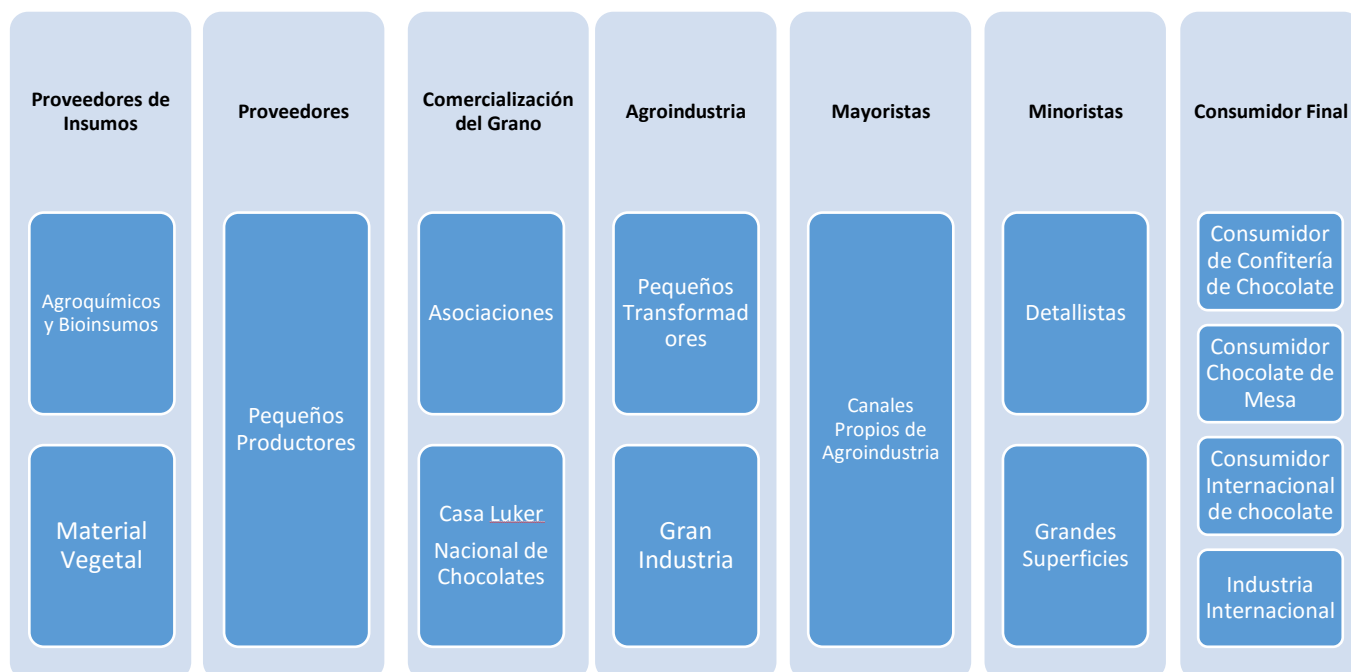 Proveedores de
Insumos
Proveedores
Comercialización
del Grano
Agroindustria
Mayoristas
Minoristas
Consumidor Final
Agroquímicos
y Bioinsumos
Material
Vegetal
Pequeños
Productores
Asociaciones
Casa Luker
Nacional de
Chocolates
Pequeños
Transformad
ores
Gran
Industria
Canales
Propios de
Agroindustria
Detallistas
Grandes
Superficies
Consumidor
de Confitería
de Chocolate
Consumidor
Chocolate de
Mesa
Consumidor
Internacional
de chocolate
Industria
Internacional